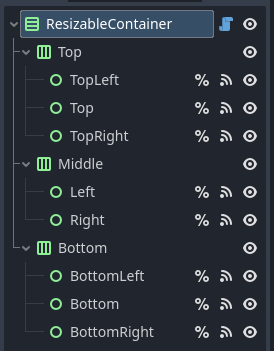 ResizableContainer
Top
TopLeft
Top
TopRight
Middle
Left
Right
Bottom
BottomLeft
Bottom
BottomRight